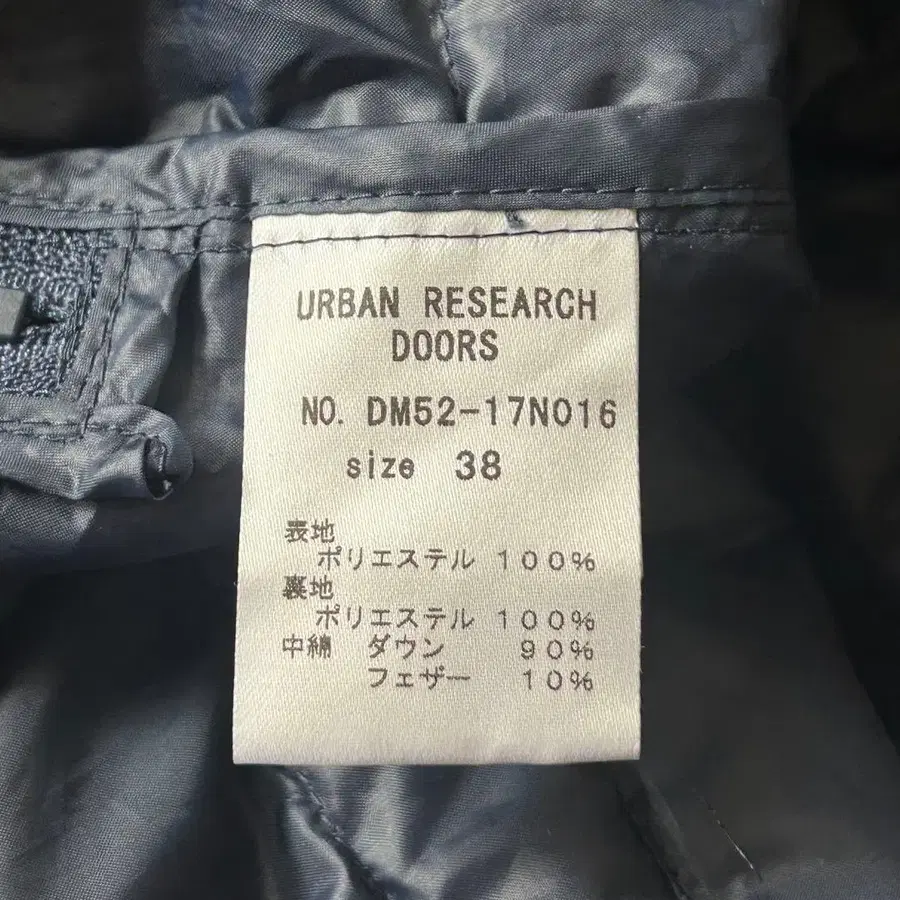 URBAN RESEARCH
DOORS
NO. DM52-17N016
size 38
表地
ポリエステル 100%
裏地
ポリエステル 100%
中綿 ダウン 90%
フェザー 10%